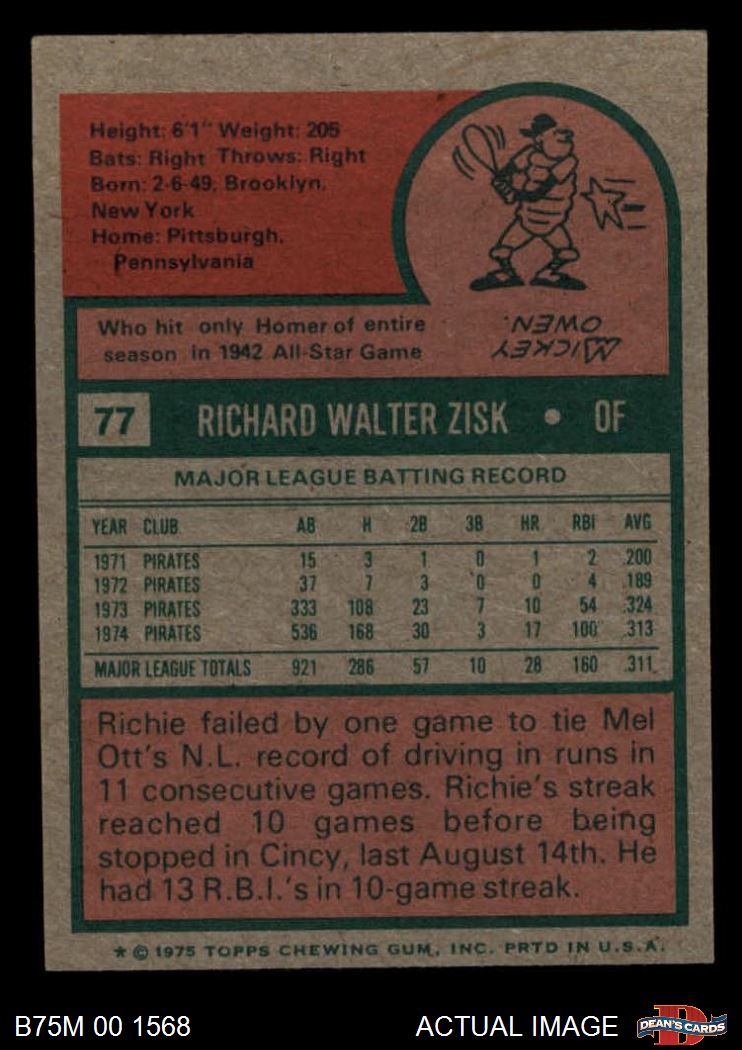 Height: 6'1" Weight: 205
Bats: Right Throws: Right
Born: 2-6-49, Brooklyn,
New York
Home: Pittsburgh,
Pennsylvania
Who hit only Homer of entire
season in 1942 All-Star Game
MICKEY
OWEN.
77 RICHARD WALTER ZISK • OF
MAJOR LEAGUE BATTING RECORD
YEAR CLUB AB H 2B 3B HR RBI AVG
1971 PIRATES 15 3 1 0 1 2 .200
1972 PIRATES 37 7 3 0 0 4 .189
1973 PIRATES 333 108 23 7 10 54 .324
1974 PIRATES 536 168 30 3 17 100 .313
MAJOR LEAGUE TOTALS 921 286 57 10 28 160 .311
Richie failed by one game to tie Mel
Ott's N.L. record of driving in runs in
11 consecutive games. Richie's streak
reached 10 games before being
stopped in Cincy, last August 14th. He
had 13 R.B.I.'s in 10-game streak.
★ © 1975 TOPPS CHEWING GUM, INC. PRTD IN U.S.A.
B75M 00 1568 ACTUAL IMAGE
D
DEAN'S CARDS